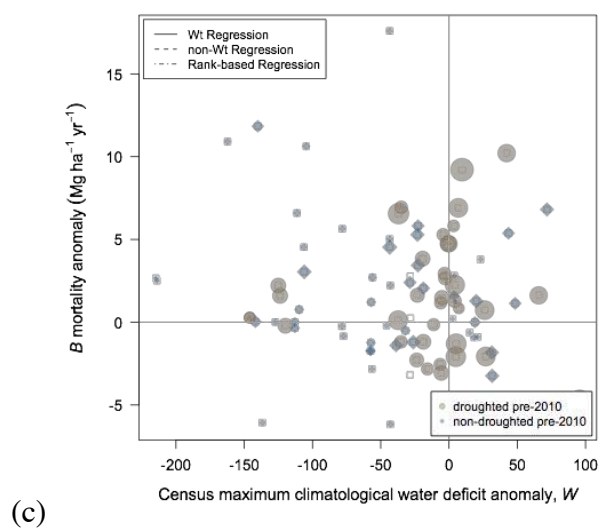 Wt Regression
non-Wt Regression
Rank-based Regression
B mortality anomaly (Mg ha⁻¹ yr⁻¹)
15
10
5
0
-5
droughted pre-2010
non-droughted pre-2010
-200 -150 -100 -50 0 50 100
Census maximum climatological water deficit anomaly, W
(c)